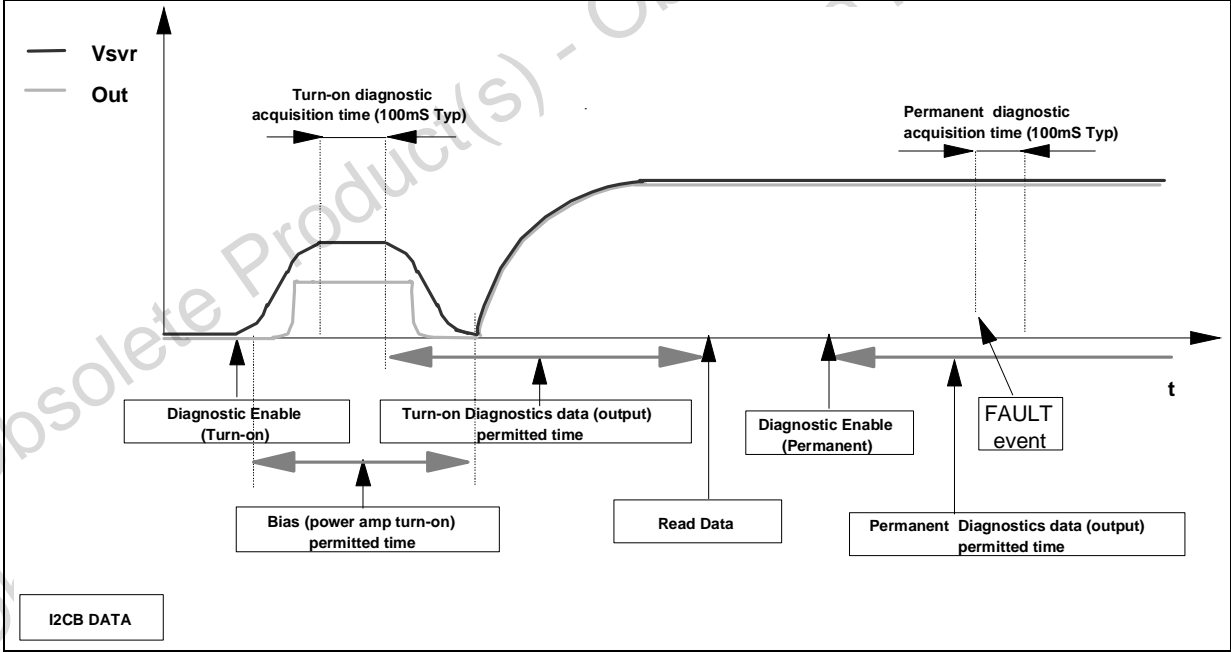 Vsvr
Out
Turn-on diagnostic
acquisition time (100mS Typ)
Permanent diagnostic
acquisition time (100mS Typ)
t
Diagnostic Enable
(Turn-on)
Turn-on Diagnostics data (output)
permitted time
Diagnostic Enable
(Permanent)
FAULT
event
Bias (power amp turn-on)
permitted time
Read Data
Permanent Diagnostics data (output)
permitted time
I2CB DATA
bsolete Product(s) - O